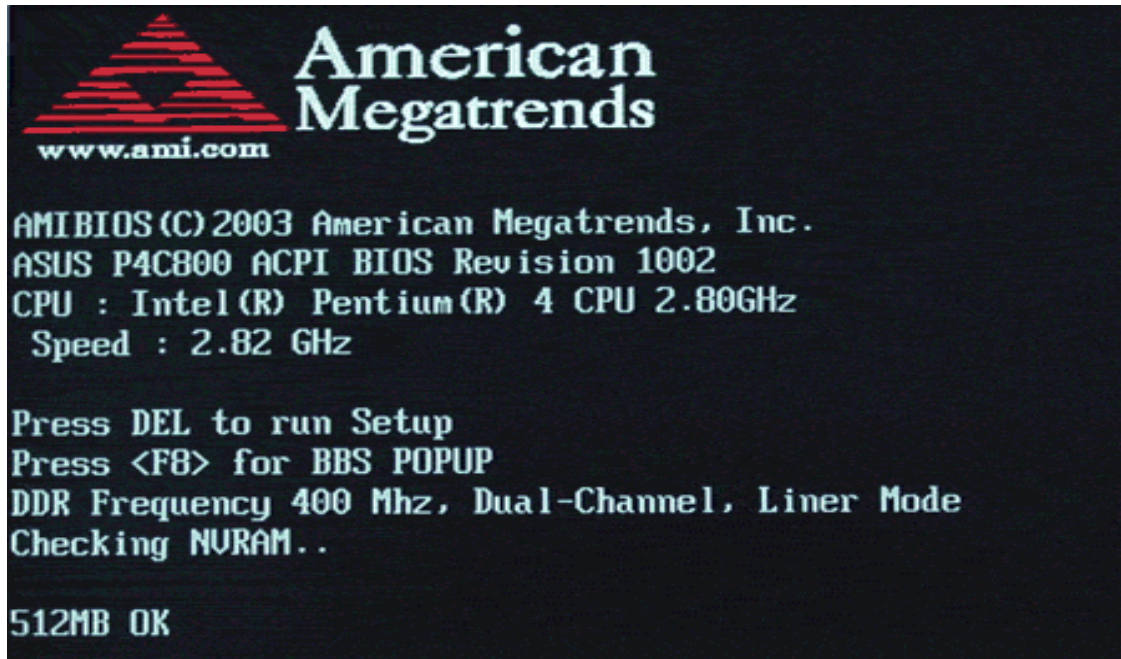 American
Megatrends
www.ami.com
AMIBIOS(C)2003 American Megatrends, Inc.
ASUS P4C800 ACPI BIOS Revision 1002
CPU : Intel(R) Pentium(R) 4 CPU 2.80GHz
Speed : 2.82 GHz
Press DEL to run Setup
Press <F8> for BBS POPUP
DDR Frequency 400 Mhz, Dual-Channel, Liner Mode
Checking NVRAM..
512MB OK